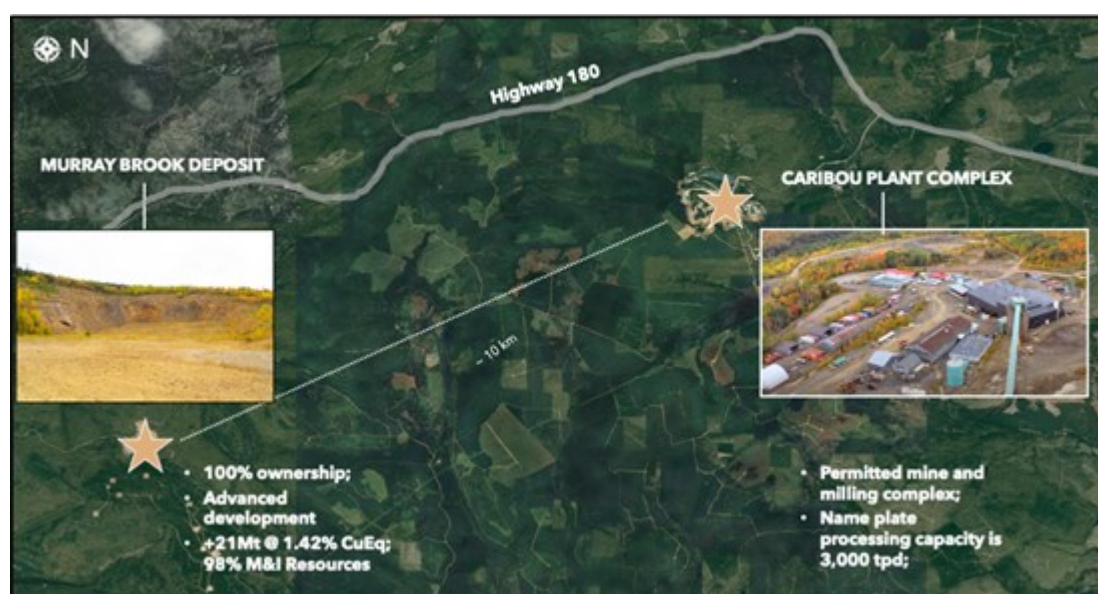 N
Highway 180
MURRAY BROOK DEPOSIT
CARIBOU PLANT COMPLEX
~ 10 km
• 100% ownership;
• Advanced
development
• +21Mt @ 1.42% CuEq;
98% M&I Resources
• Permitted mine and
milling complex;
• Name plate
processing capacity is
3,000 tpd;